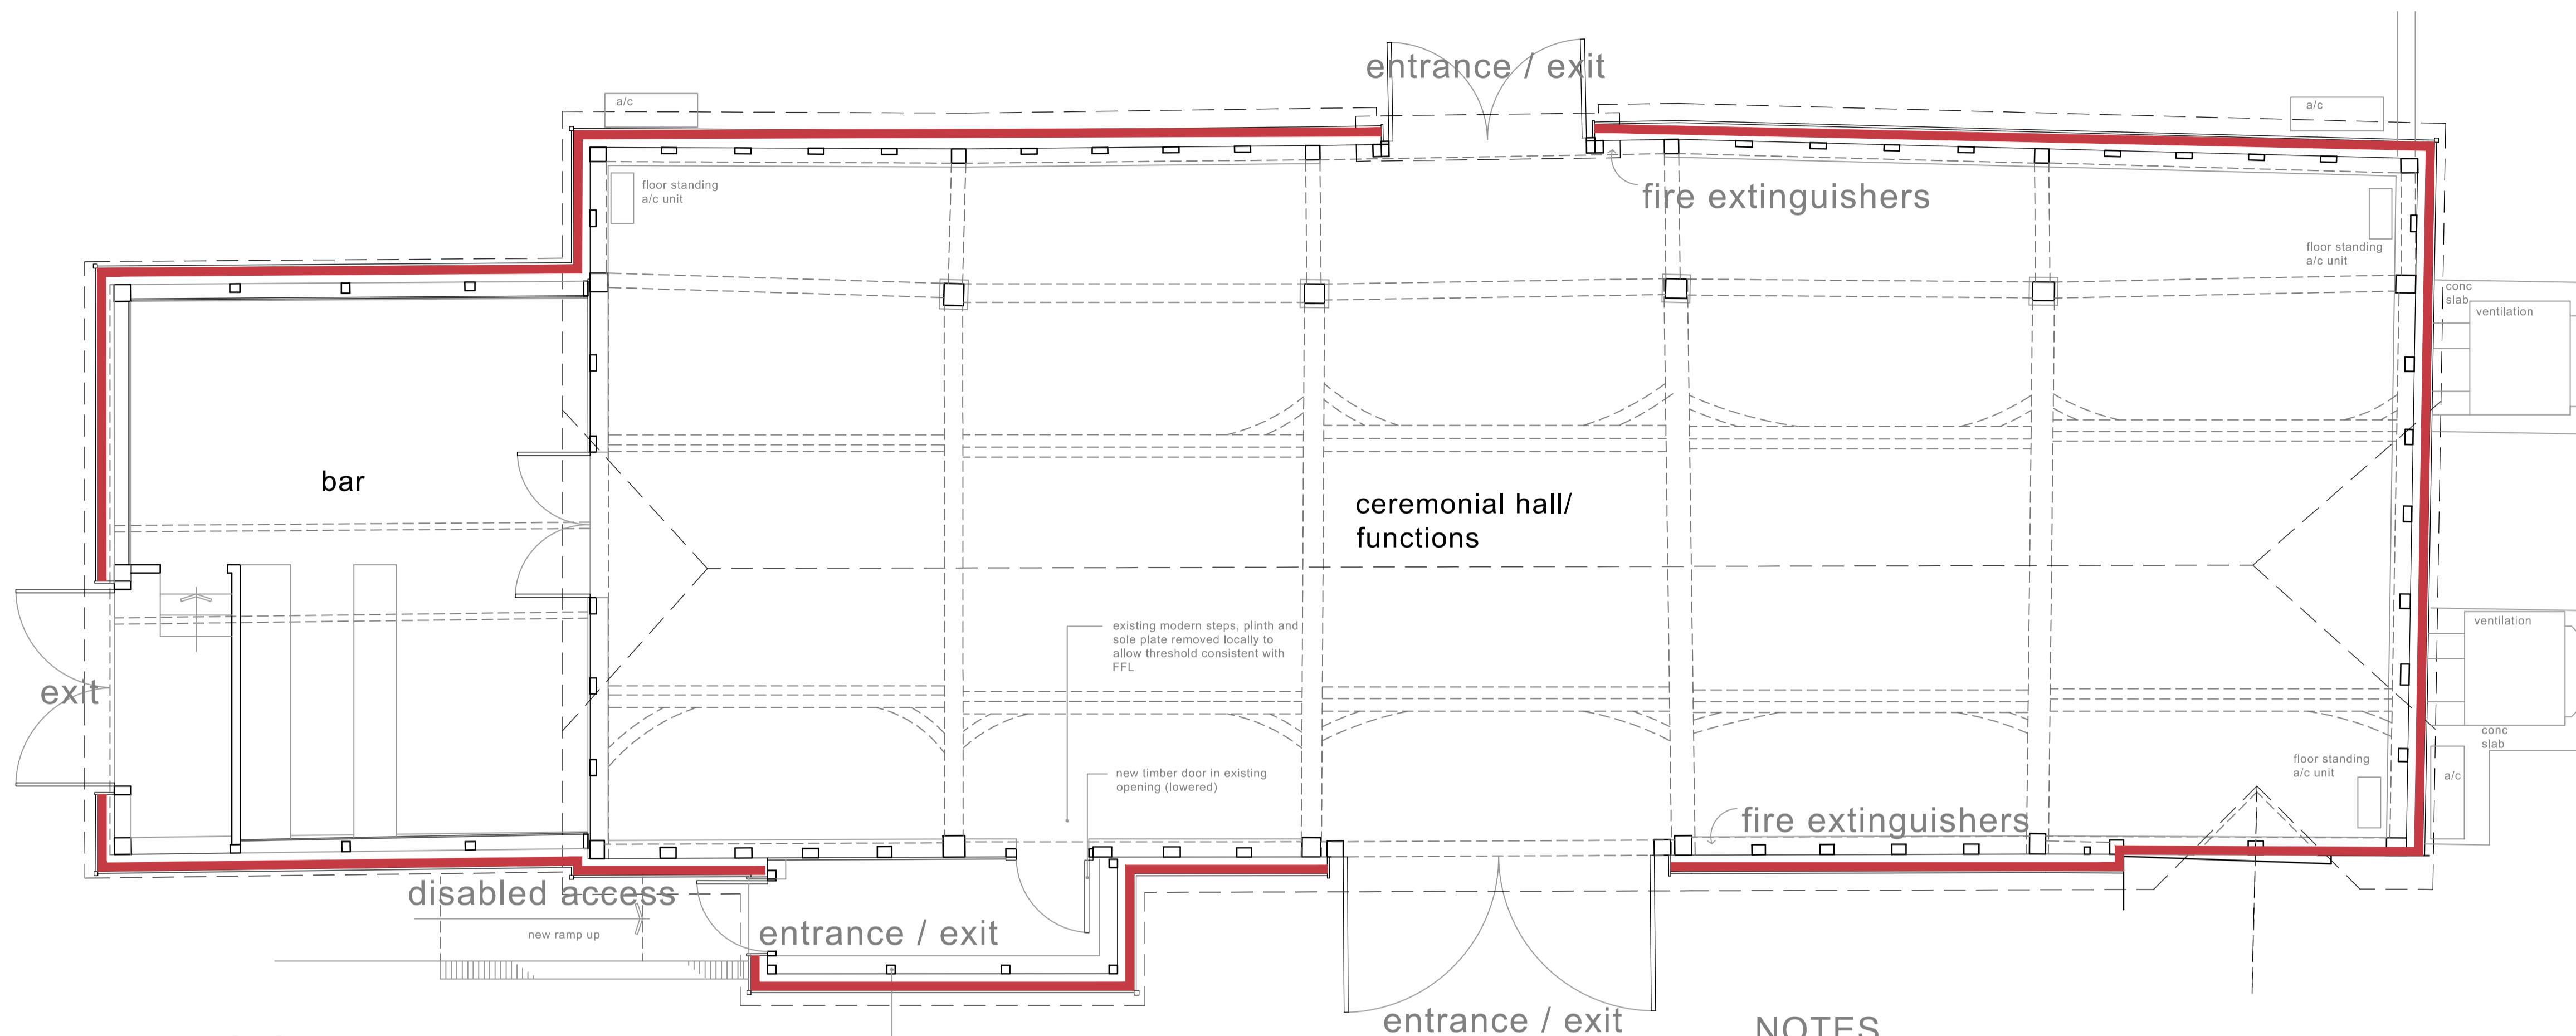 entrance / exit
a/c
a/c
floor standing
a/c unit
fire extinguishers
floor standing
a/c unit
conc
slab
ventilation
bar
ceremonial hall/
functions
existing modern steps, plinth and
sole plate removed locally to
allow threshold consistent with
FFL
ventilation
exit
conc
slab
new timber door in existing
opening (lowered)
floor standing
a/c unit
a/c
fire extinguishers
disabled access
new ramp up
entrance / exit
entrance / exit
NOTES